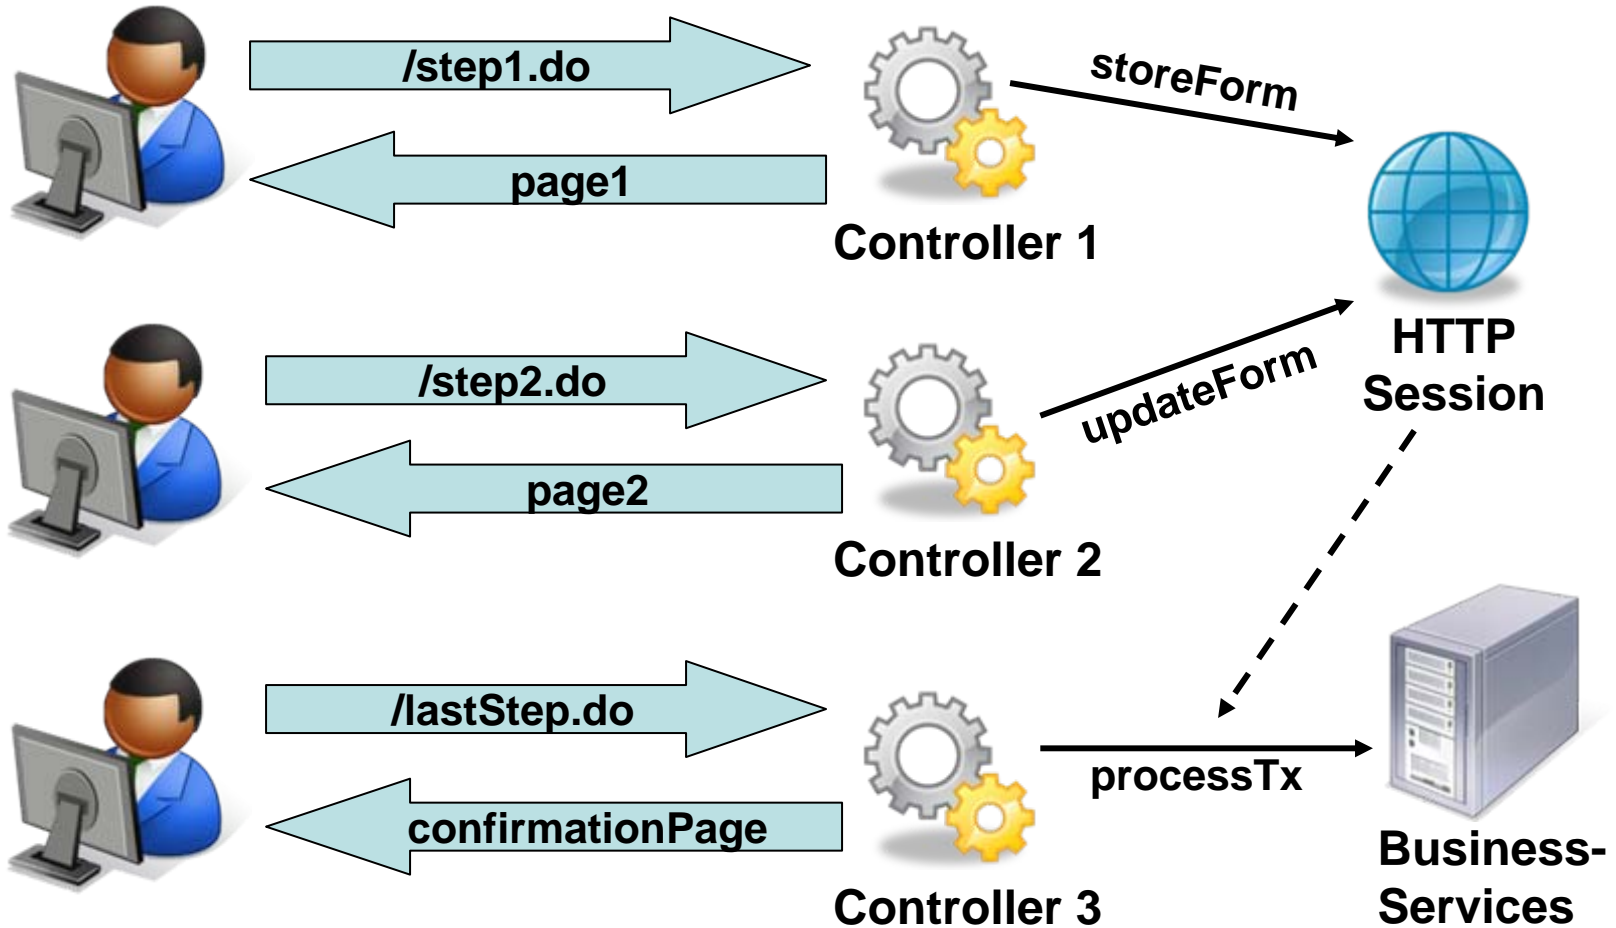 /step1.do
storeForm
page1
Controller 1
HTTP
Session
/step2.do
updateForm
page2
Controller 2
/lastStep.do
processTx
confirmationPage
Controller 3
Business-
Services